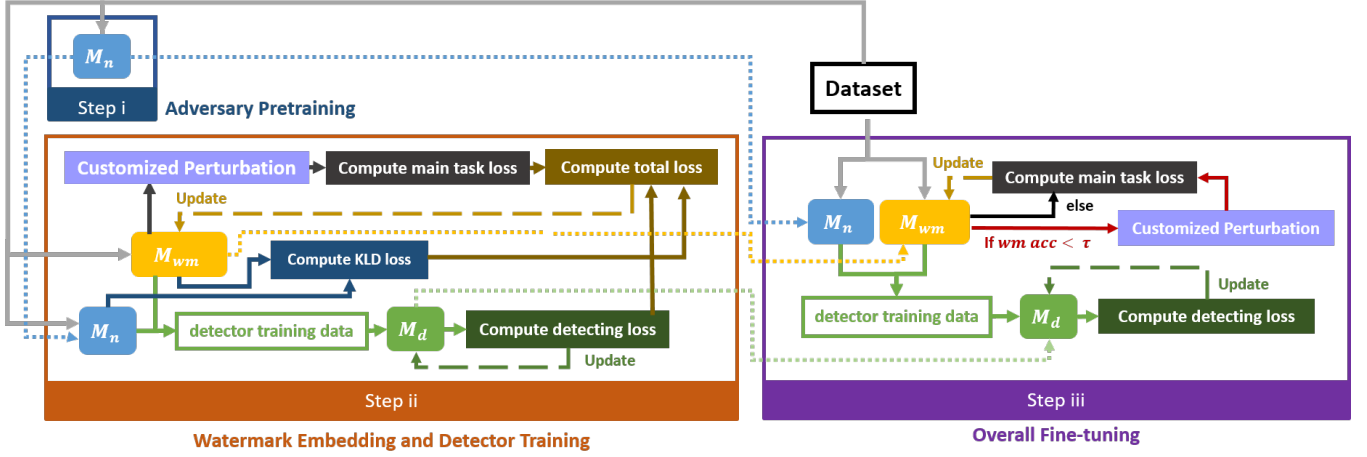 M_n
Step i
Adversary Pretraining
Dataset
Customized Perturbation
Compute main task loss
Compute total loss
Update
M_wm
Compute KLD loss
M_n
detector training data
M_d
Compute detecting loss
Update
Step ii
Watermark Embedding and Detector Training
Update
Compute main task loss
else
M_n
M_wm
Customized Perturbation
If wm acc < τ
Update
detector training data
M_d
Compute detecting loss
Step iii
Overall Fine-tuning